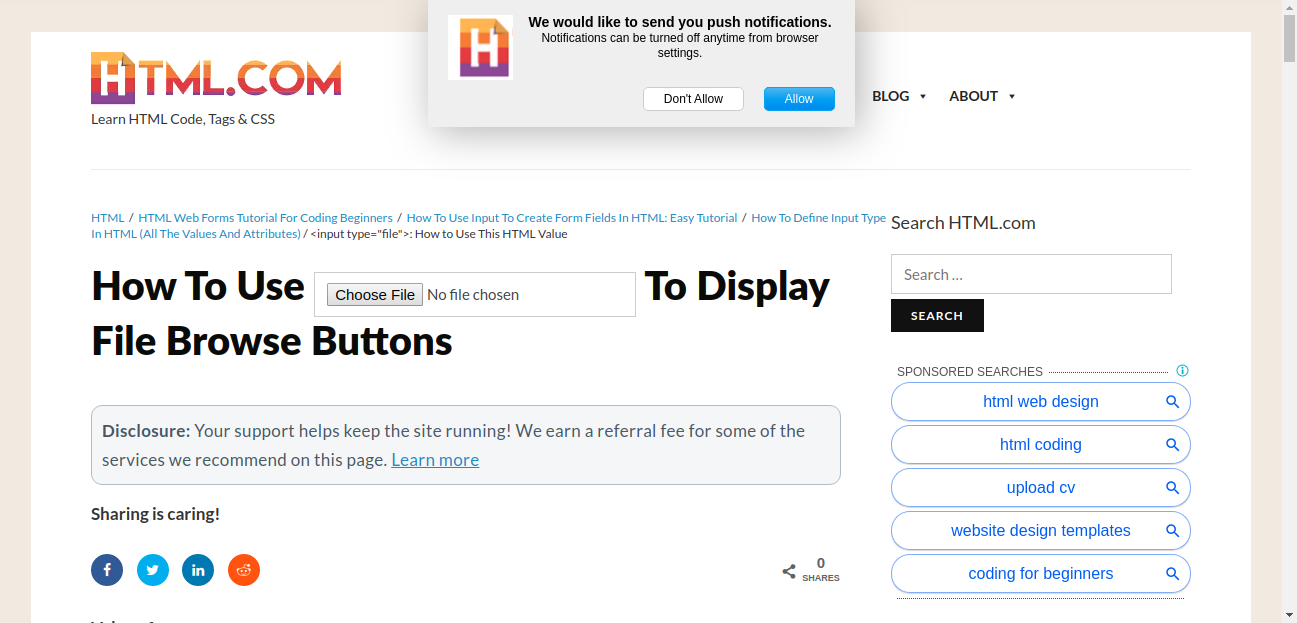 We would like to send you push notifications.
Notifications can be turned off anytime from browser
settings.
Don't Allow
Allow
HTML.COM
Learn HTML Code, Tags & CSS
BLOG
ABOUT
HTML / HTML Web Forms Tutorial For Coding Beginners / How To Use Input To Create Form Fields In HTML: Easy Tutorial / How To Define Input Type
In HTML (All The Values And Attributes) / <input type="file">: How to Use This HTML Value
How To Use Choose File No file chosen To Display
File Browse Buttons
Disclosure: Your support helps keep the site running! We earn a referral fee for some of the
services we recommend on this page. Learn more
Sharing is caring!
0
SHARES
Search HTML.com
Search ...
SEARCH
SPONSORED SEARCHES
html web design
html coding
upload cv
website design templates
coding for beginners